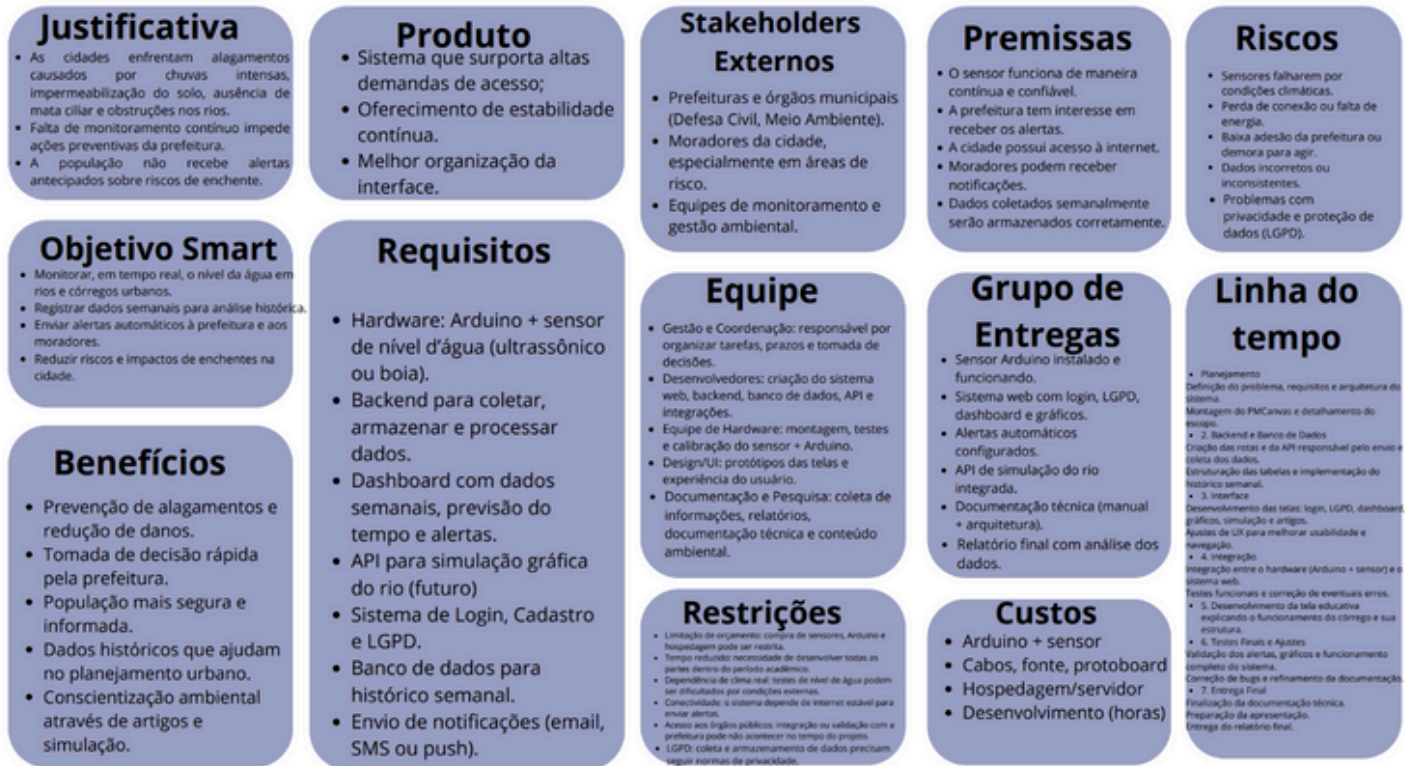 Justificativa
• As cidades enfrentam alagamentos
causados por chuvas intensas,
impermeabilização do solo, ausência de
mata ciliar e obstruções nos rios.
• Falta de monitoramento contínuo impede
ações preventivas da prefeitura.
• A população não recebe alertas
antecipados sobre riscos de enchente.
Objetivo Smart
• Monitorar, em tempo real, o nível da água em
rios e córregos urbanos.
• Registrar dados semanais para análise histórica.
• Enviar alertas automáticos à prefeitura e aos
moradores.
• Reduzir riscos e impactos de enchentes na
cidade.
Benefícios
• Prevenção de alagamentos e
redução de danos.
• Tomada de decisão rápida
pela prefeitura.
• População mais segura e
informada.
• Dados históricos que ajudam
no planejamento urbano.
• Conscientização ambiental
através de artigos e
simulação.
Produto
• Sistema que surporta altas
demandas de acesso;
• Oferecimento de estabilidade
contínua.
• Melhor organização da
interface.
Requisitos
• Hardware: Arduino + sensor
de nível d'água (ultrassônico
ou boia).
• Backend para coletar,
armazenar e processar
dados.
• Dashboard com dados
semanais, previsão do
tempo e alertas.
• API para simulação gráfica
do rio (futuro)
• Sistema de Login, Cadastro
e LGPD.
• Banco de dados para
histórico semanal.
• Envio de notificações (email,
SMS ou push).
Stakeholders
Externos
• Prefeituras e órgãos municipais
(Defesa Civil, Meio Ambiente).
• Moradores da cidade,
especialmente em áreas de
risco.
• Equipes de monitoramento e
gestão ambiental.
Equipe
• Gestão e Coordenação: responsável por
organizar tarefas, prazos e tomada de
decisões.
• Desenvolvedores: criação do sistema
web, backend, banco de dados, API e
integrações.
• Equipe de Hardware: montagem, testes
e calibração do sensor + Arduino.
• Design/UI: protótipos das telas e
experiência do usuário.
• Documentação e Pesquisa: coleta de
informações, relatórios,
documentação técnica e conteúdo
ambiental.
Restrições
• Limitação de orçamento: compra de sensores, Arduino e
hospedagem pode ser restrita.
• Tempo reduzido: necessidade de desenvolver todas as
partes dentro do período acadêmico.
• Dependência de clima real: testes de nível de água podem
ser dificultados por condições externas.
• Conectividade: o sistema depende de internet estável para
enviar alertas.
• Acesso aos órgãos públicos: integração ou validação com a
prefeitura pode não acontecer no tempo do projeto.
• LGPD: coleta e armazenamento de dados precisam
seguir normas de privacidade.
Premissas
• O sensor funciona de maneira
contínua e confiável.
• A prefeitura tem interesse em
receber os alertas.
• A cidade possui acesso à internet.
• Moradores podem receber
notificações.
• Dados coletados semanalmente
serão armazenados corretamente.
Grupo de
Entregas
• Sensor Arduino instalado e
funcionando.
• Sistema web com login, LGPD,
dashboard e gráficos.
• Alertas automáticos
configurados.
• API de simulação do rio
integrada.
• Documentação técnica (manual
+ arquitetura).
• Relatório final com análise dos
dados.
Custos
• Arduino + sensor
• Cabos, fonte, protoboard
• Hospedagem/servidor
• Desenvolvimento (horas)
Riscos
• Sensores falharem por
condições climáticas.
• Perda de conexão ou falta de
energia.
• Baixa adesão da prefeitura ou
demora para agir.
• Dados incorretos ou
inconsistentes.
• Problemas com
privacidade e proteção de
dados (LGPD).
Linha do
tempo
• Planejamento
Definição do problema, requisitos e arquitetura do
sistema.
Montagem do PMCanvas e detalhamento do
escopo.
• 2. Backend e Banco de Dados
Criação das rotas e da API responsável pelo envio e
coleta dos dados.
Estruturação das tabelas e implementação do
histórico semanal.
• 3. Interface
Desenvolvimento das telas: login, LGPD, dashboard,
gráficos, simulação e artigos.
Ajustes de UX para melhorar usabilidade e
navegação.
• 4. Integração
Integração entre o hardware (Arduino + sensor) e o
sistema web.
Testes funcionais e correção de eventuais erros.
• 5. Desenvolvimento da tela educativa
explicando o funcionamento do córrego e sua
estrutura.
• 6. Testes Finais e Ajustes
Validação dos alertas, gráficos e funcionamento
completo do sistema.
Correção de bugs e refinamento da documentação.
• 7. Entrega Final
Finalização da documentação técnica.
Preparação da apresentação.
Entrega do relatório final.